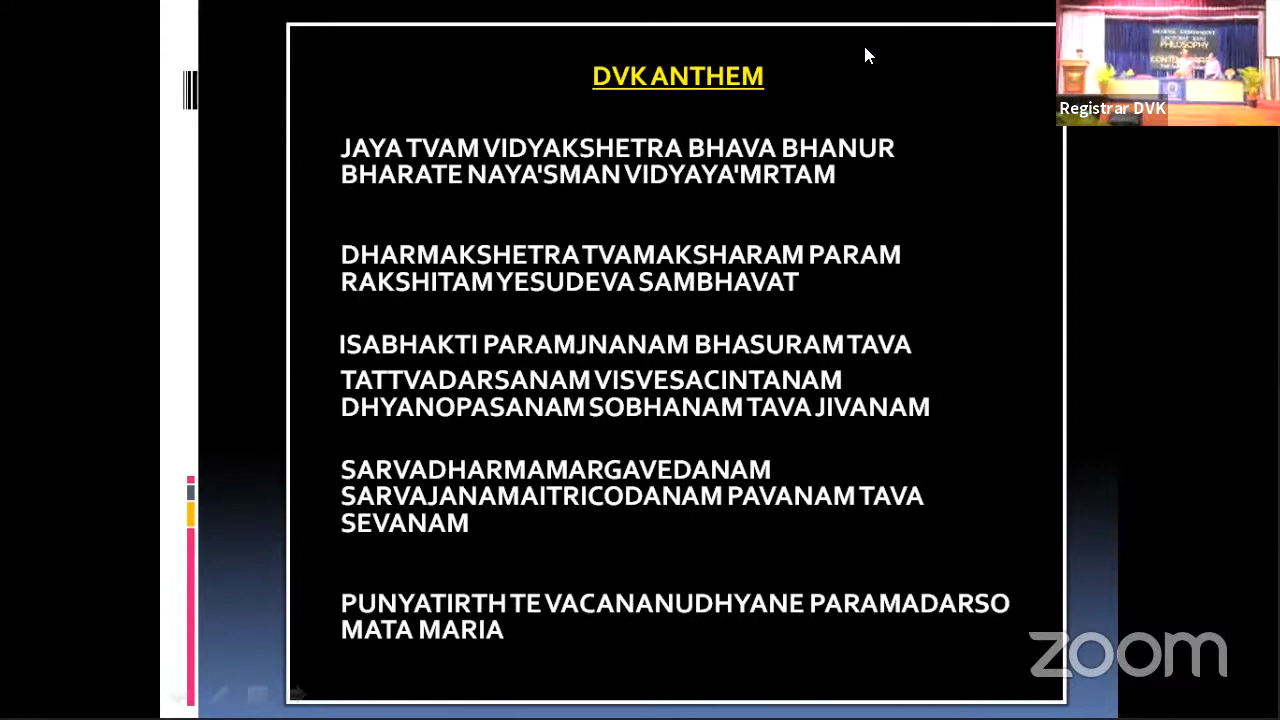 DVK ANTHEM
JAYA TVAM VIDYAKSHETRA BHAVA BHANUR
BHARATE NAYA'SMAN VIDYAYA'MRTAM
DHARMAKSHETRA TVAMAKSHARAM PARAM
RAKSHITAM YESUDEVA SAMBHAVAT
ISABHAKTI PARAMJNANAM BHASURAM TAVA
TATTVADARSANAM VISVESACINTANAM
DHYANOPASANAM SOBHANAM TAVA JIVANAM
SARVADHARMAMARGAVEDANAM
SARVAJANAMAITRICODANAM PAVANAM TAVA
SEVANAM
PUNYATIRTH TE VACANANUDHYANE PARAMADARSO
MATA MARIA
PHILOSOPHY
Registrar DVK
zoom